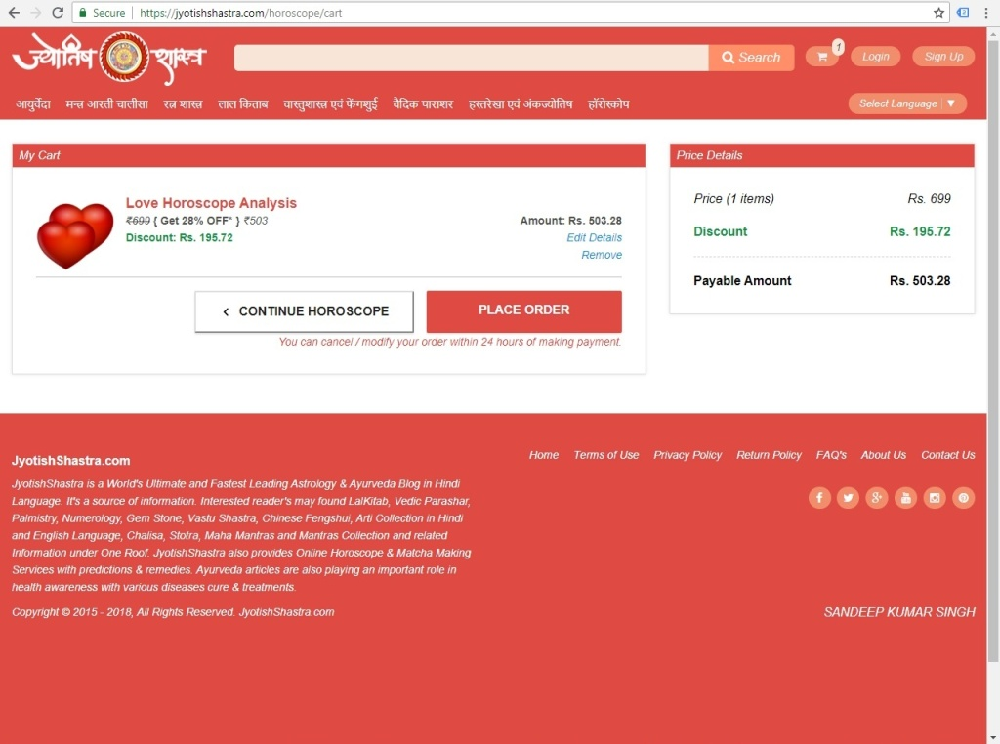 Secure https://jyotishshastra.com/horoscope/cart
ज्योतिष शास्त्र
Search
1
Login
Sign Up
आयुर्वेदा मन्त्र आरती चालीसा रत्न शास्त्र लाल किताब वास्तुशास्त्र एवं फेंगशुई वैदिक पाराशर हस्तरेखा एवं अंकज्योतिष हॉरोस्कोप
Select Language ▼
My Cart
Love Horoscope Analysis
₹699 { Get 28% OFF* } ₹503
Discount: Rs. 195.72
Amount: Rs. 503.28
Edit Details
Remove
CONTINUE HOROSCOPE
PLACE ORDER
You can cancel / modify your order within 24 hours of making payment.
Price Details
Price (1 items) Rs. 699
Discount Rs. 195.72
Payable Amount Rs. 503.28
JyotishShastra.com
JyotishShastra is a World's Ultimate and Fastest Leading Astrology & Ayurveda Blog in Hindi
Language. It's a source of information. Interested reader's may found LalKitab, Vedic Parashar,
Palmistry, Numerology, Gem Stone, Vastu Shastra, Chinese Fengshui, Arti Collection in Hindi
and English Language, Chalisa, Stotra, Maha Mantras and Mantras Collection and related
Information under One Roof. JyotishShastra also provides Online Horoscope & Matcha Making
Services with predictions & remedies. Ayurveda articles are also playing an important role in
health awareness with various diseases cure & treatments.
Copyright © 2015 - 2018, All Rights Reserved. JyotishShastra.com
Home Terms of Use Privacy Policy Return Policy FAQ's About Us Contact Us
SANDEEP KUMAR SINGH